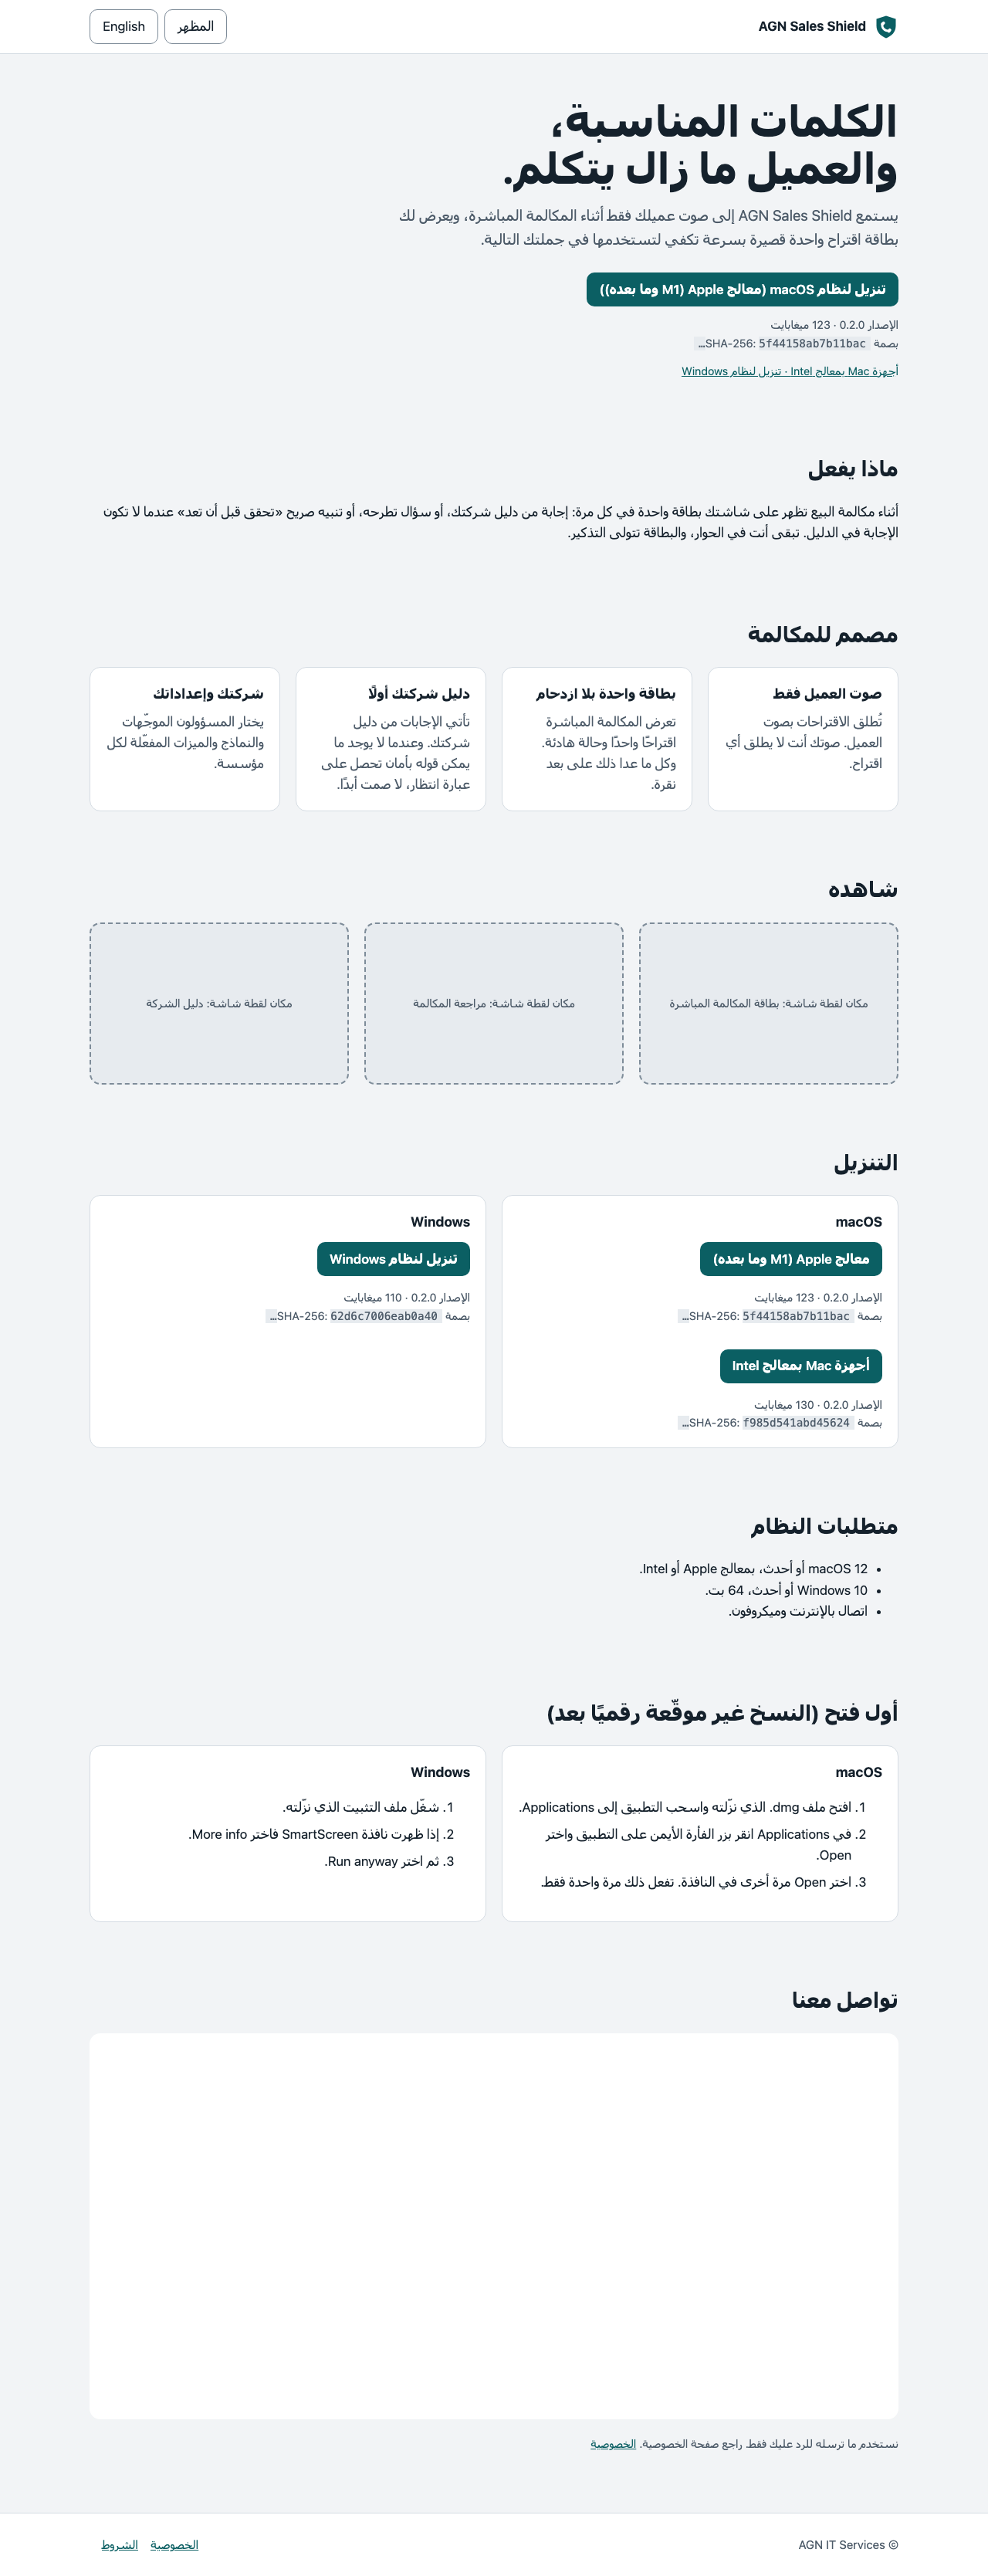 AGN Sales Shield
المظهر
English
الكلمات المناسبة،
والعميل ما زال يتكلم.
يستمع AGN Sales Shield إلى صوت عميلك فقط أثناء المكالمة المباشرة، ويعرض لك
بطاقة اقتراح واحدة قصيرة بسرعة تكفي لتستخدمها في جملتك التالية.
تنزيل لنظام macOS (معالج Apple (M1 وما بعده))
الإصدار 0.2.0 · 123 ميغابايت
بصمة SHA-256: 5f44158ab7b11bac…
أجهزة Mac بمعالج Intel · تنزيل لنظام Windows
ماذا يفعل
أثناء مكالمة البيع تظهر على شاشتك بطاقة واحدة في كل مرة: إجابة من دليل شركتك، أو سؤال تطرحه، أو تنبيه صريح «تحقق قبل أن تعد» عندما لا تكون
الإجابة في الدليل. تبقى أنت في الحوار، والبطاقة تتولى التذكير.
مصمم للمكالمة
صوت العميل فقط
تُطلق الاقتراحات بصوت
العميل. صوتك أنت لا يطلق أي
اقتراح.
بطاقة واحدة بلا ازدحام
تعرض المكالمة المباشرة
اقتراحًا واحدًا وحالة هادئة.
وكل ما عدا ذلك على بعد
نقرة.
دليل شركتك أولًا
تأتي الإجابات من دليل
شركتك. وعندما لا يوجد ما
يمكن قوله بأمان تحصل على
عبارة انتظار، لا صمت أبدًا.
شركتك وإعداداتك
يختار المسؤولون الموجّهات
والنماذج والميزات المفعّلة لكل
مؤسسة.
شاهده
مكان لقطة شاشة: بطاقة المكالمة المباشرة
مكان لقطة شاشة: مراجعة المكالمة
مكان لقطة شاشة: دليل الشركة
التنزيل
macOS
معالج Apple (M1 وما بعده)
الإصدار 0.2.0 · 123 ميغابايت
بصمة SHA-256: 5f44158ab7b11bac…
أجهزة Mac بمعالج Intel
الإصدار 0.2.0 · 130 ميغابايت
بصمة SHA-256: f985d541abd45624…
Windows
تنزيل لنظام Windows
الإصدار 0.2.0 · 110 ميغابايت
بصمة SHA-256: 62d6c7006eab0a40…
متطلبات النظام
• macOS 12 أو أحدث، بمعالج Apple أو Intel.
• Windows 10 أو أحدث، 64 بت.
• اتصال بالإنترنت وميكروفون.
أول فتح (النسخ غير موقّعة رقميًا بعد)
macOS
1. افتح ملف dmg. الذي نزّلته واسحب التطبيق إلى Applications.
2. في Applications انقر بزر الفأرة الأيمن على التطبيق واختر
Open.
3. اختر Open مرة أخرى في النافذة. تفعل ذلك مرة واحدة فقط.
Windows
1. شغّل ملف التثبيت الذي نزّلته.
2. إذا ظهرت نافذة SmartScreen فاختر More info.
3. ثم اختر Run anyway.
تواصل معنا
نستخدم ما ترسله للرد عليك فقط. راجع صفحة الخصوصية. الخصوصية
© AGN IT Services
الخصوصية
الشروط